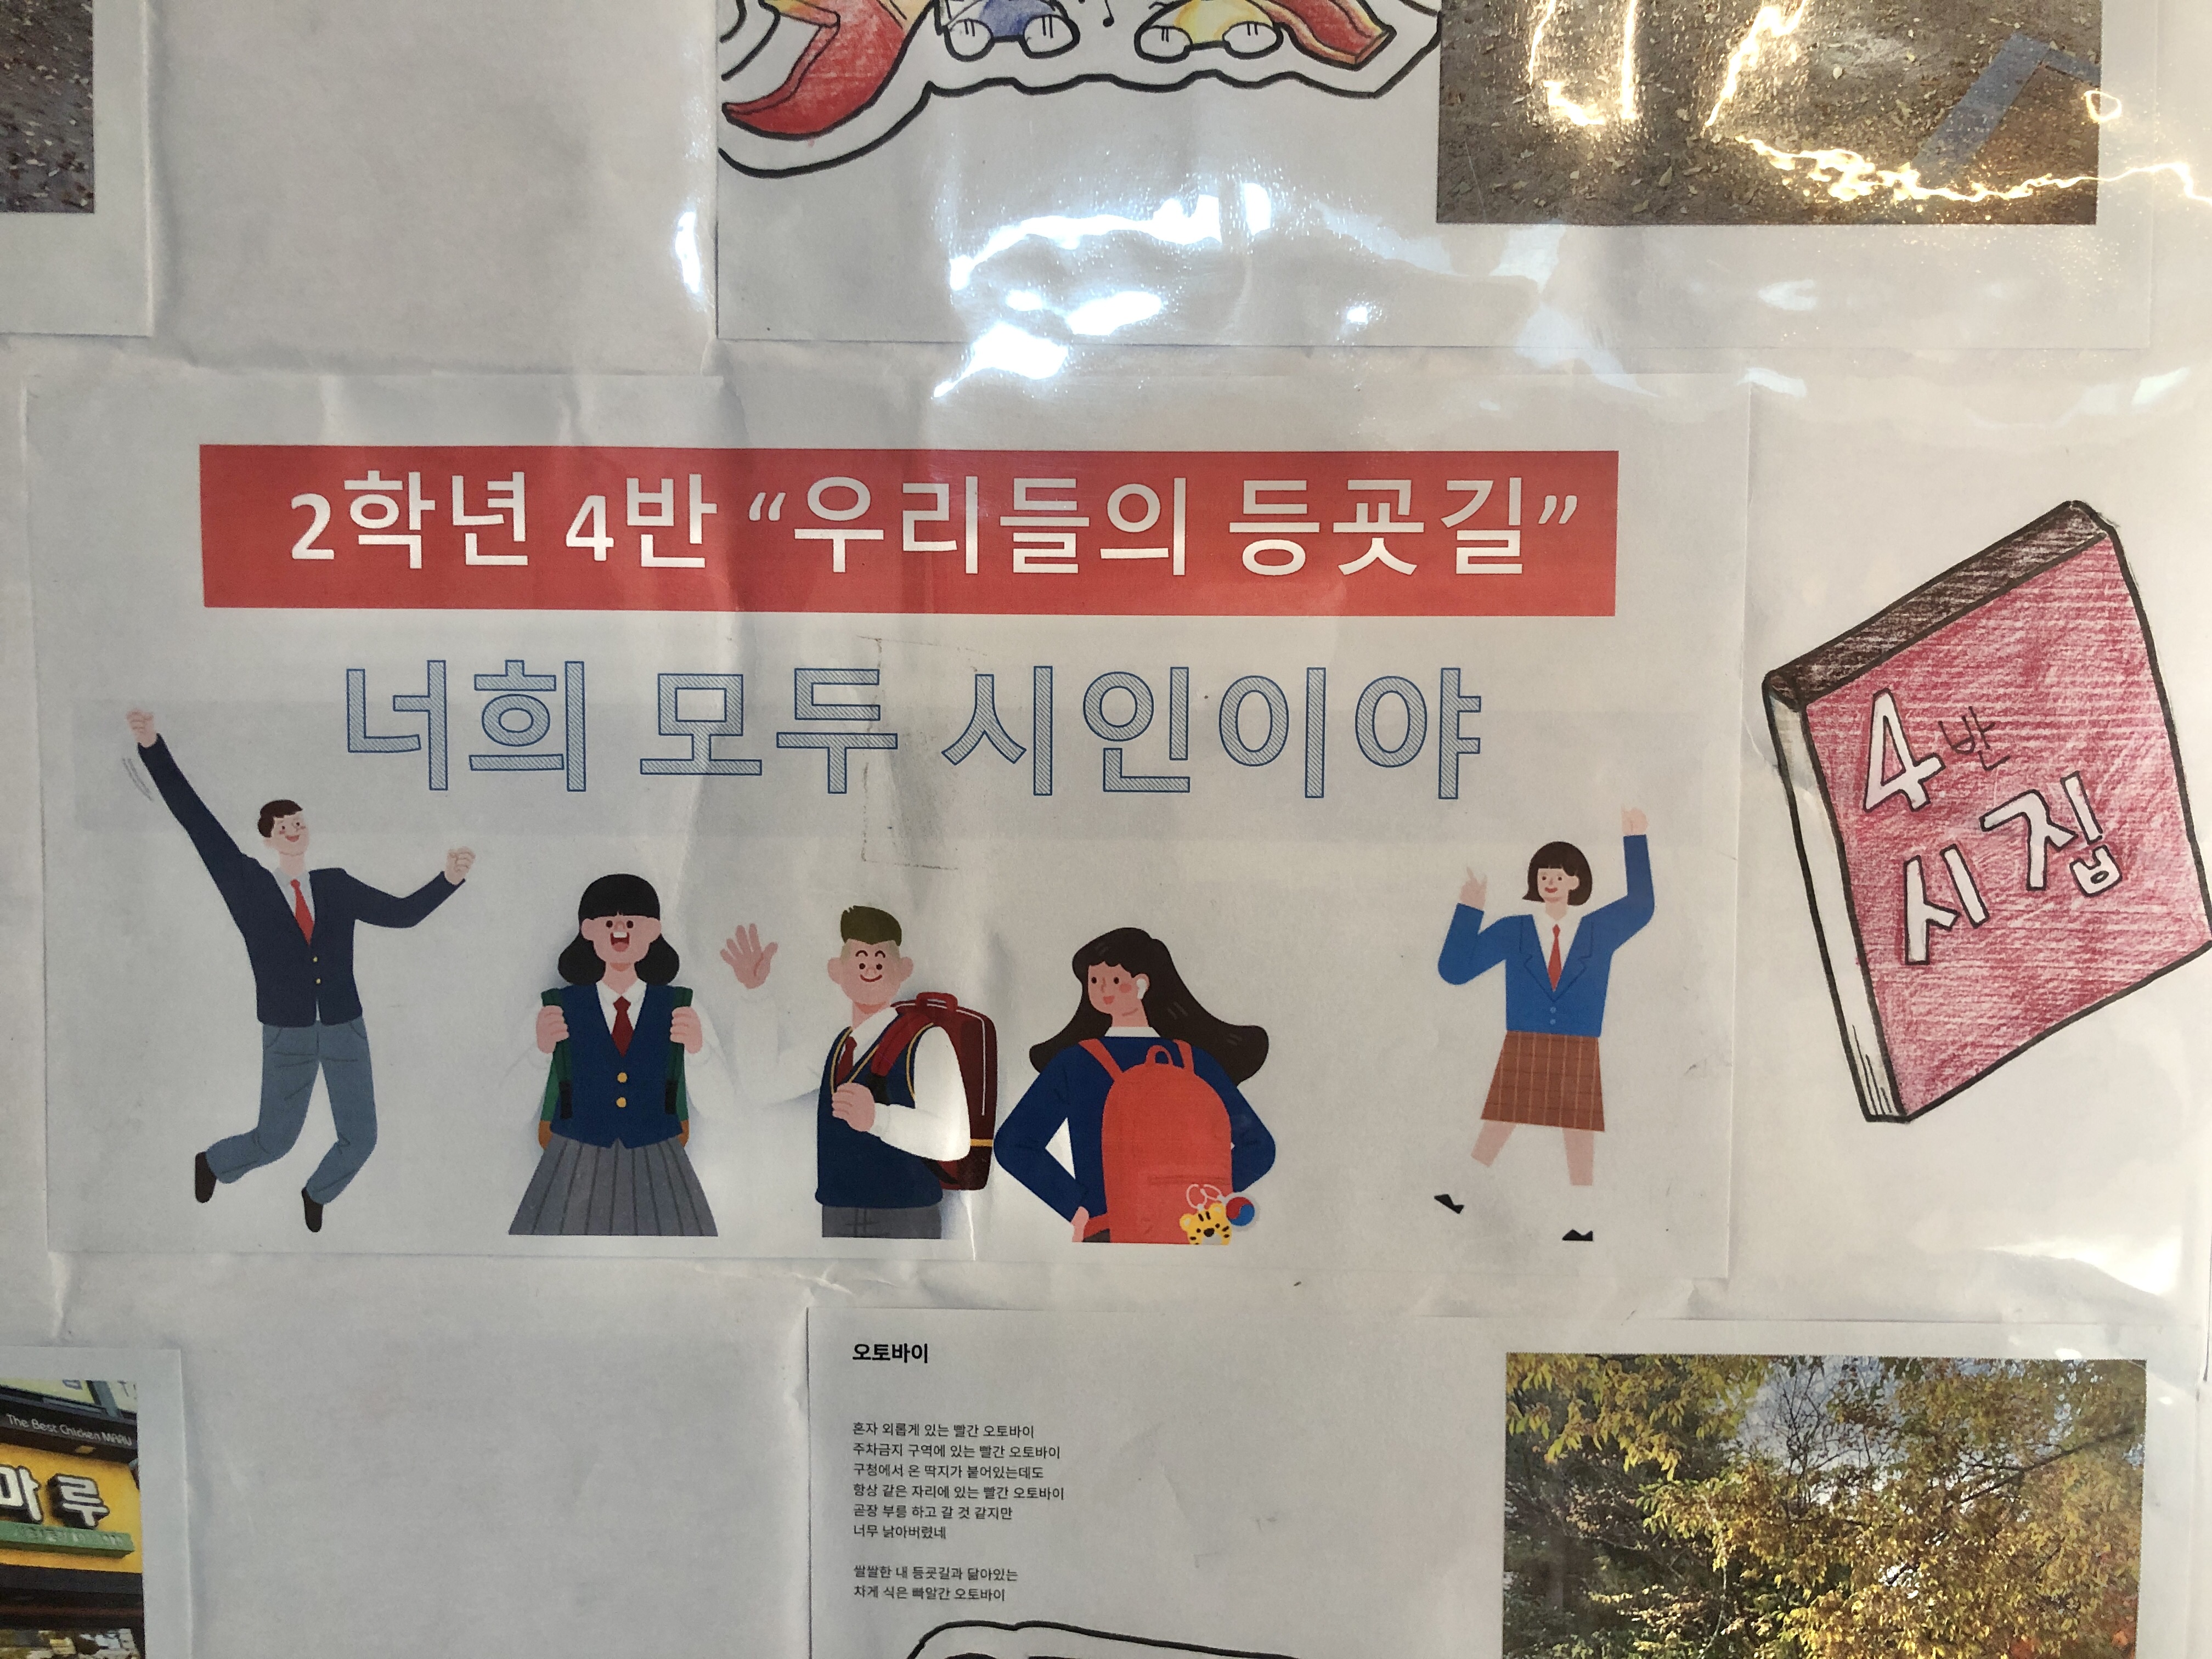 2학년 4반 “우리들의 등굣길”
너희 모두 시인이야
4반
시집
The Best Chicken MARU
마루
오토바이
혼자 외롭게 있는 빨간 오토바이
주차금지 구역에 있는 빨간 오토바이
구청에서 온 딱지가 붙어있는데도
항상 같은 자리에 있는 빨간 오토바이
곧장 부릉 하고 갈 것 같지만
너무 낡아버렸네
쌀쌀한 내 등굣길과 닮아있는
차게 식은 빠알간 오토바이